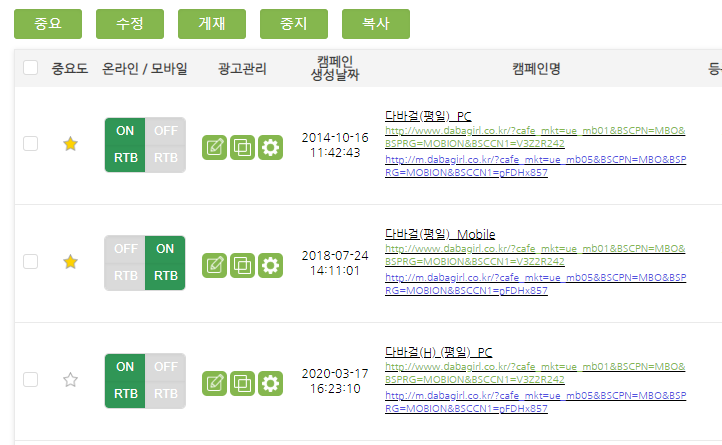 중요 수정 게재 중지 복사
중요도 온라인 / 모바일 광고관리 캠페인 생성날짜 캠페인명
ON OFF
RTB RTB
2014-10-16
11:42:43
다바걸(평일)_PC
http://www.dabagirl.co.kr/?cafe_mkt=ue_mb01&BSCPN=MBO&
BSPRG=MOBION&BSCCN1=V3Z2R242
http://m.dabagirl.co.kr/?cafe_mkt=ue_mb05&BSCPN=MBO&BSP
RG=MOBION&BSCCN1=pFDHx857
OFF ON
RTB RTB
2018-07-24
14:11:01
다바걸(평일)_Mobile
http://www.dabagirl.co.kr/?cafe_mkt=ue_mb01&BSCPN=MBO&
BSPRG=MOBION&BSCCN1=V3Z2R242
http://m.dabagirl.co.kr/?cafe_mkt=ue_mb05&BSCPN=MBO&BSP
RG=MOBION&BSCCN1=pFDHx857
ON OFF
RTB RTB
2020-03-17
16:23:10
다바걸(H)_(평일)_PC
http://www.dabagirl.co.kr/?cafe_mkt=ue_mb01&BSCPN=MBO&
BSPRG=MOBION&BSCCN1=V3Z2R242
http://m.dabagirl.co.kr/?cafe_mkt=ue_mb05&BSCPN=MBO&BSP
RG=MOBION&BSCCN1=pFDHx857